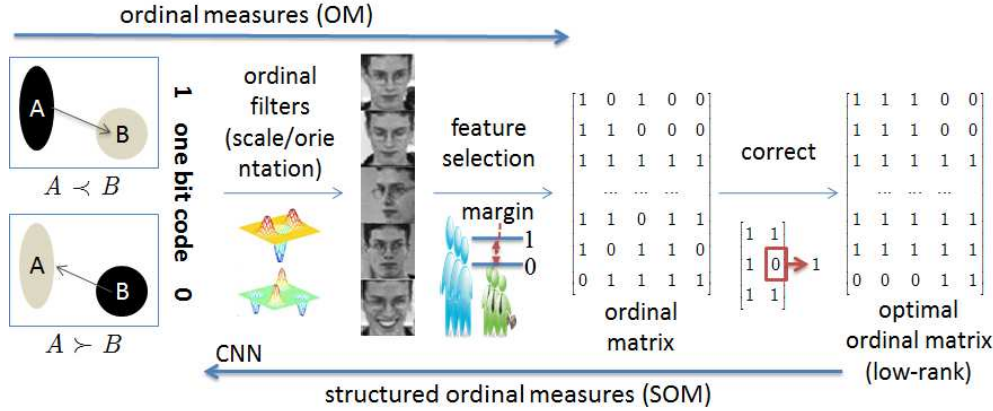 ordinal measures (OM)
A
B
A ≺ B
A
B
A ≻ B
1 one bit code 0
ordinal
filters
(scale/orie
ntation)
CNN
feature
selection
margin
1
0
1 0 1 0 0
1 1 0 0 0
1 1 1 1 1
... ... ...
1 1 0 1 1
1 0 1 1 0
0 1 1 1 1
ordinal
matrix
correct
1 1
1 0 1
1 1
1 1 1 0 0
1 1 1 0 0
1 1 1 1 1
... ... ...
1 1 1 1 1
1 1 1 1 0
0 0 0 1 1
optimal
ordinal matrix
(low-rank)
structured ordinal measures (SOM)